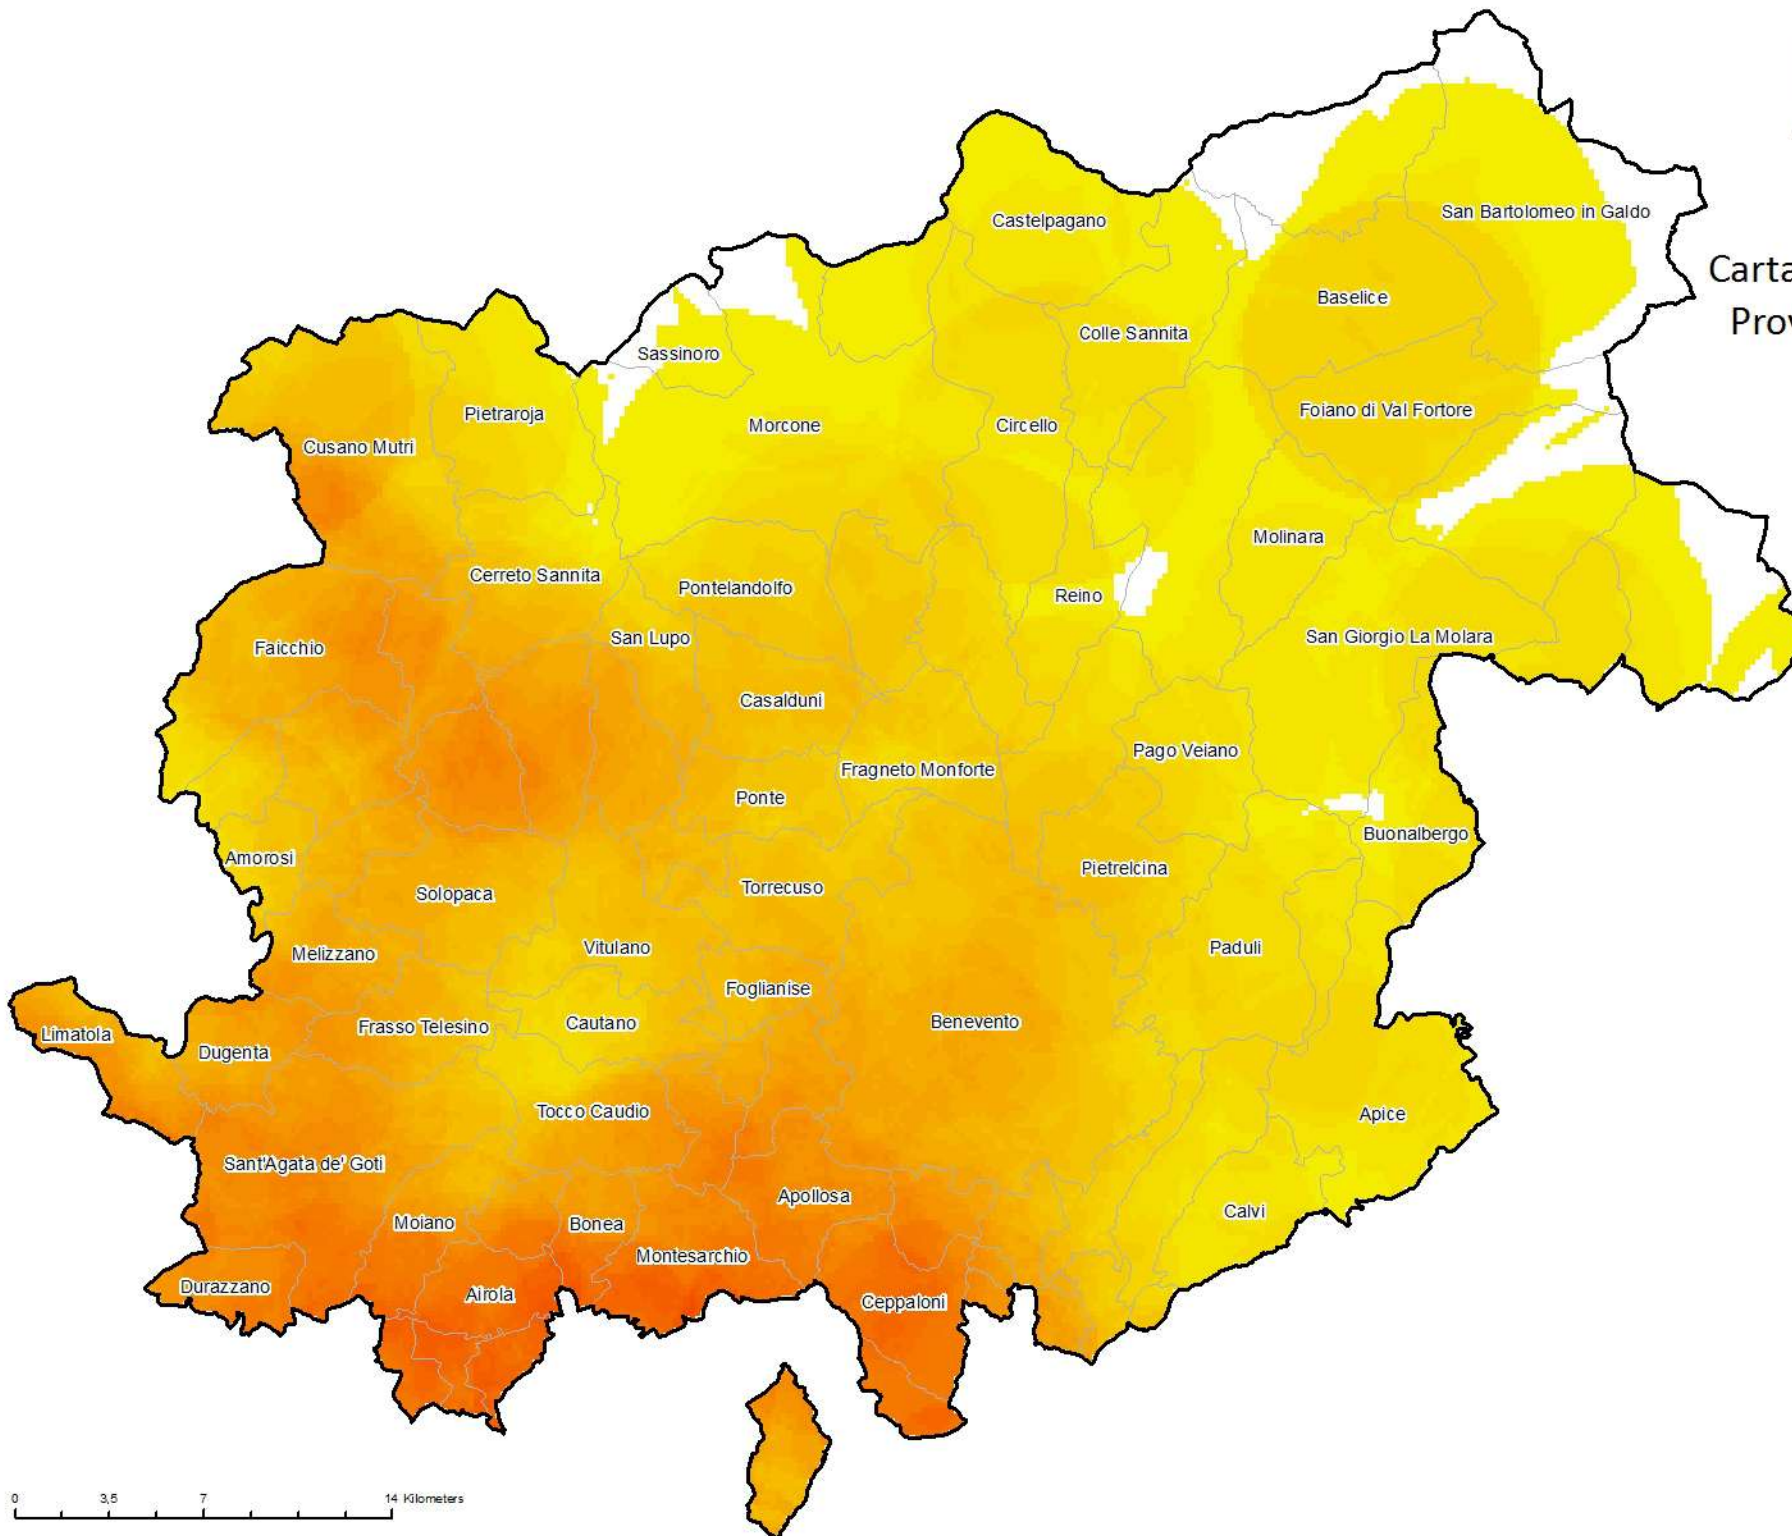 San Bartolomeo in Galdo
Castelpagano
Carta
Baselice
Prov
Colle Sannita
Sassinoro
Pietraroja
Foiano di Val Fortore
Morcone
Circello
Cusano Mutri
Molinara
Cerreto Sannita
Pontelandolfo
Reino
San Lupo
San Giorgio La Molara
Faicchio
Casalduni
Pago Veiano
Fragneto Monforte
Ponte
Buonalbergo
Amorosi
Pietrelcina
Torrecuso
Solopaca
Vitulano
Paduli
Melizzano
Foglianise
Benevento
Cautano
Frasso Telesino
Limatola
Dugenta
Tocco Caudio
Apice
Sant'Agata de' Goti
Apollosa
Calvi
Moiano
Bonea
Montesarchio
Durazzano
Airola
Ceppaloni
0 3,5 7 14 Kilometers